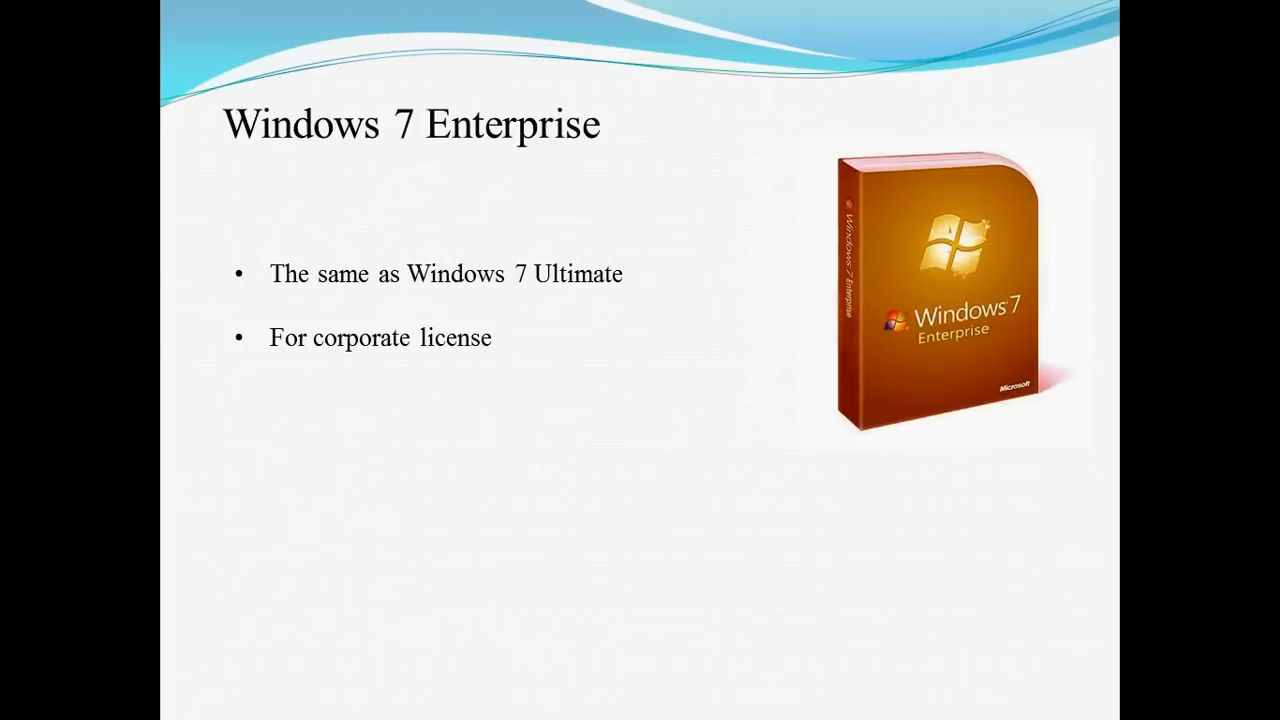 Windows 7 Enterprise
• The same as Windows 7 Ultimate
• For corporate license
Windows 7 Enterprise
Windows 7
Enterprise
Microsoft